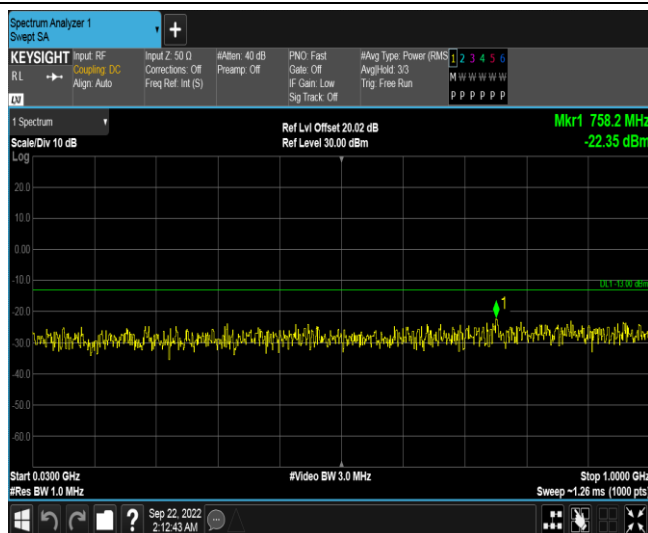 Spectrum Analyzer 1
Swept SA
+
KEYSIGHT
RL
LXI
Input: RF
Coupling: DC
Align: Auto
Input Z: 50 Ω
Corrections: Off
Freq Ref: Int (S)
#Atten: 40 dB
Preamp: Off
PNO: Fast
Gate: Off
IF Gain: Low
Sig Track: Off
#Avg Type: Power (RMS
Avg|Hold: 3/3
Trig: Free Run
1 2 3 4 5 6
M W W W W W
P P P P P P
1 Spectrum
Scale/Div 10 dB
Ref Lvl Offset 20.02 dB
Ref Level 30.00 dBm
Mkr1 758.2 MHz
-22.35 dBm
Log
20.0
10.0
0.00
-10.0
DL1 -13.00 dBm
1
-20.0
-30.0
-40.0
-50.0
-60.0
Start 0.0300 GHz
#Video BW 3.0 MHz
Stop 1.0000 GHz
#Res BW 1.0 MHz
Sweep ~1.26 ms (1000 pts)
?
Sep 22, 2022
2:12:43 AM